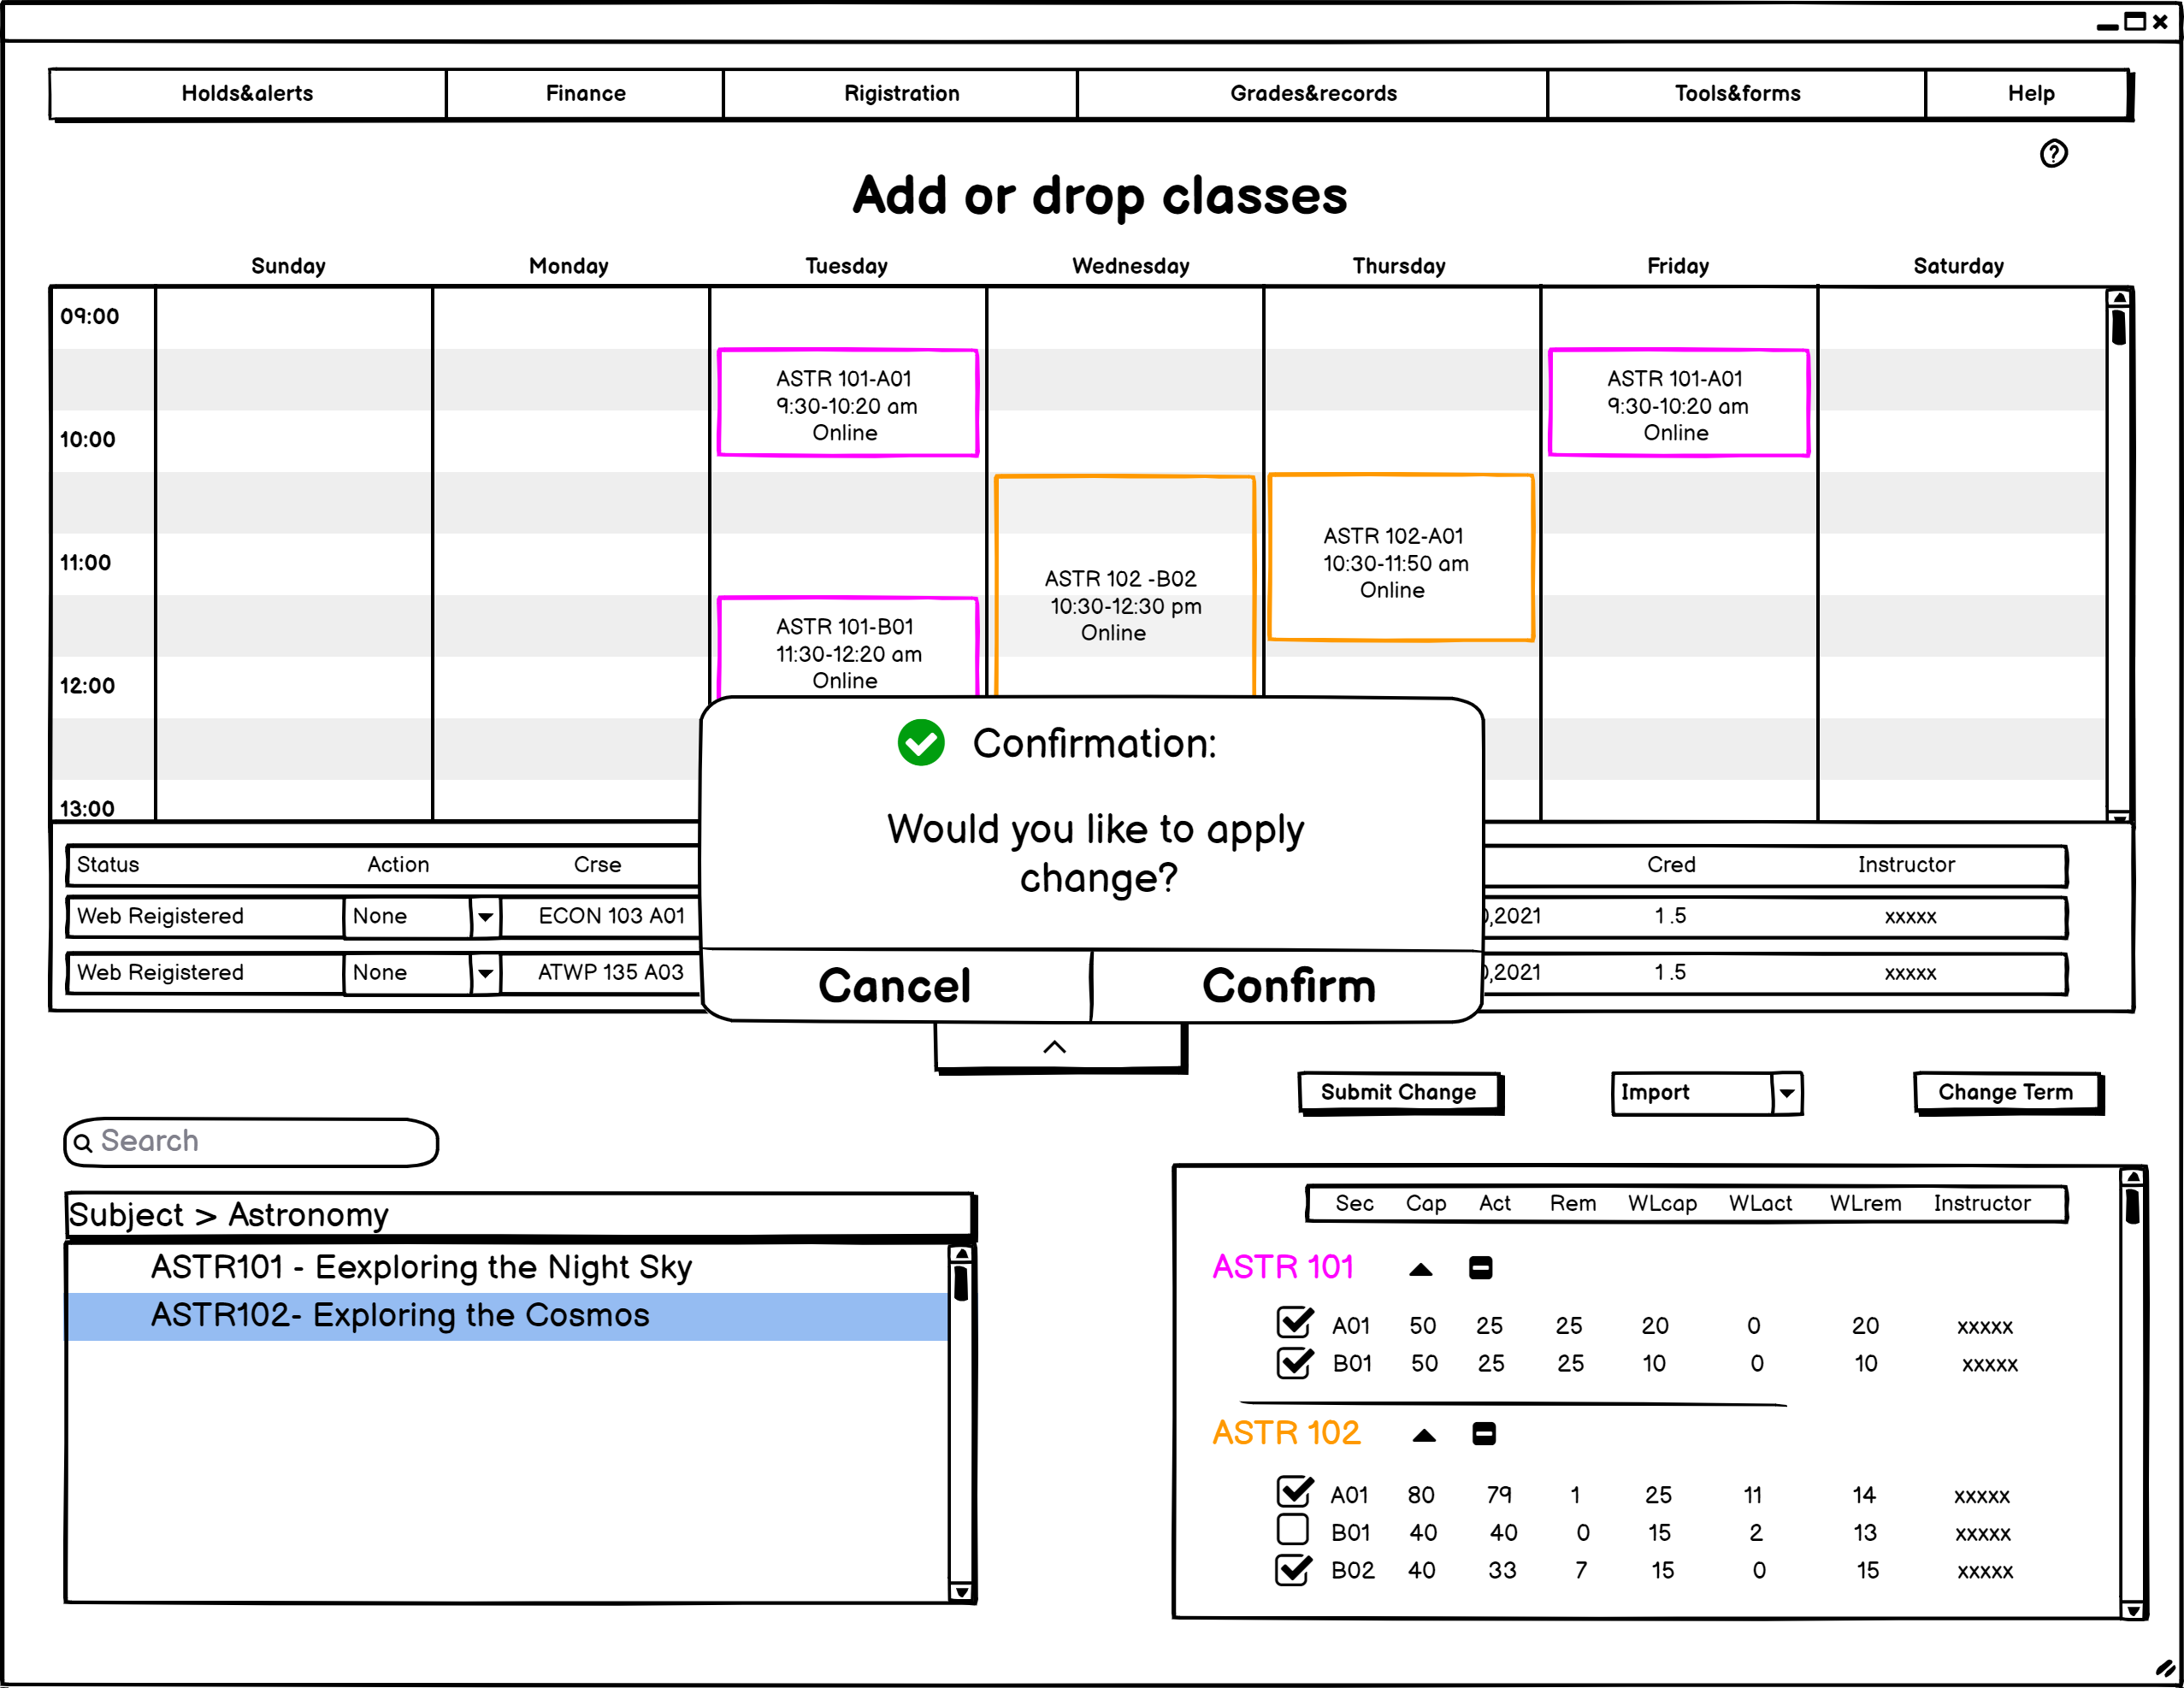 Holds&alerts Finance Rigistration Grades&records Tools&forms Help
Add or drop classes
Sunday Monday Tuesday Wednesday Thursday Friday Saturday
09:00
ASTR 101-A01
9:30-10:20 am
Online
ASTR 101-A01
9:30-10:20 am
Online
10:00
ASTR 102-A01
10:30-11:50 am
Online
11:00
ASTR 102 -B02
10:30-12:30 pm
Online
ASTR 101-B01
11:30-12:20 am
Online
12:00
13:00
Confirmation:
Would you like to apply
change?
Cancel Confirm
Status Action Crse Cred Instructor
Web Reigistered None ECON 103 A01 ,2021 1.5 xxxxx
Web Reigistered None ATWP 135 A03 ,2021 1.5 xxxxx
Submit Change Import Change Term
Search
Subject > Astronomy
ASTR101 - Eexploring the Night Sky
ASTR102- Exploring the Cosmos
Sec Cap Act Rem WLcap WLact WLrem Instructor
ASTR 101
A01 50 25 25 20 0 20 xxxxx
B01 50 25 25 10 0 10 xxxxx
ASTR 102
A01 80 79 1 25 11 14 xxxxx
B01 40 40 0 15 2 13 xxxxx
B02 40 33 7 15 0 15 xxxxx